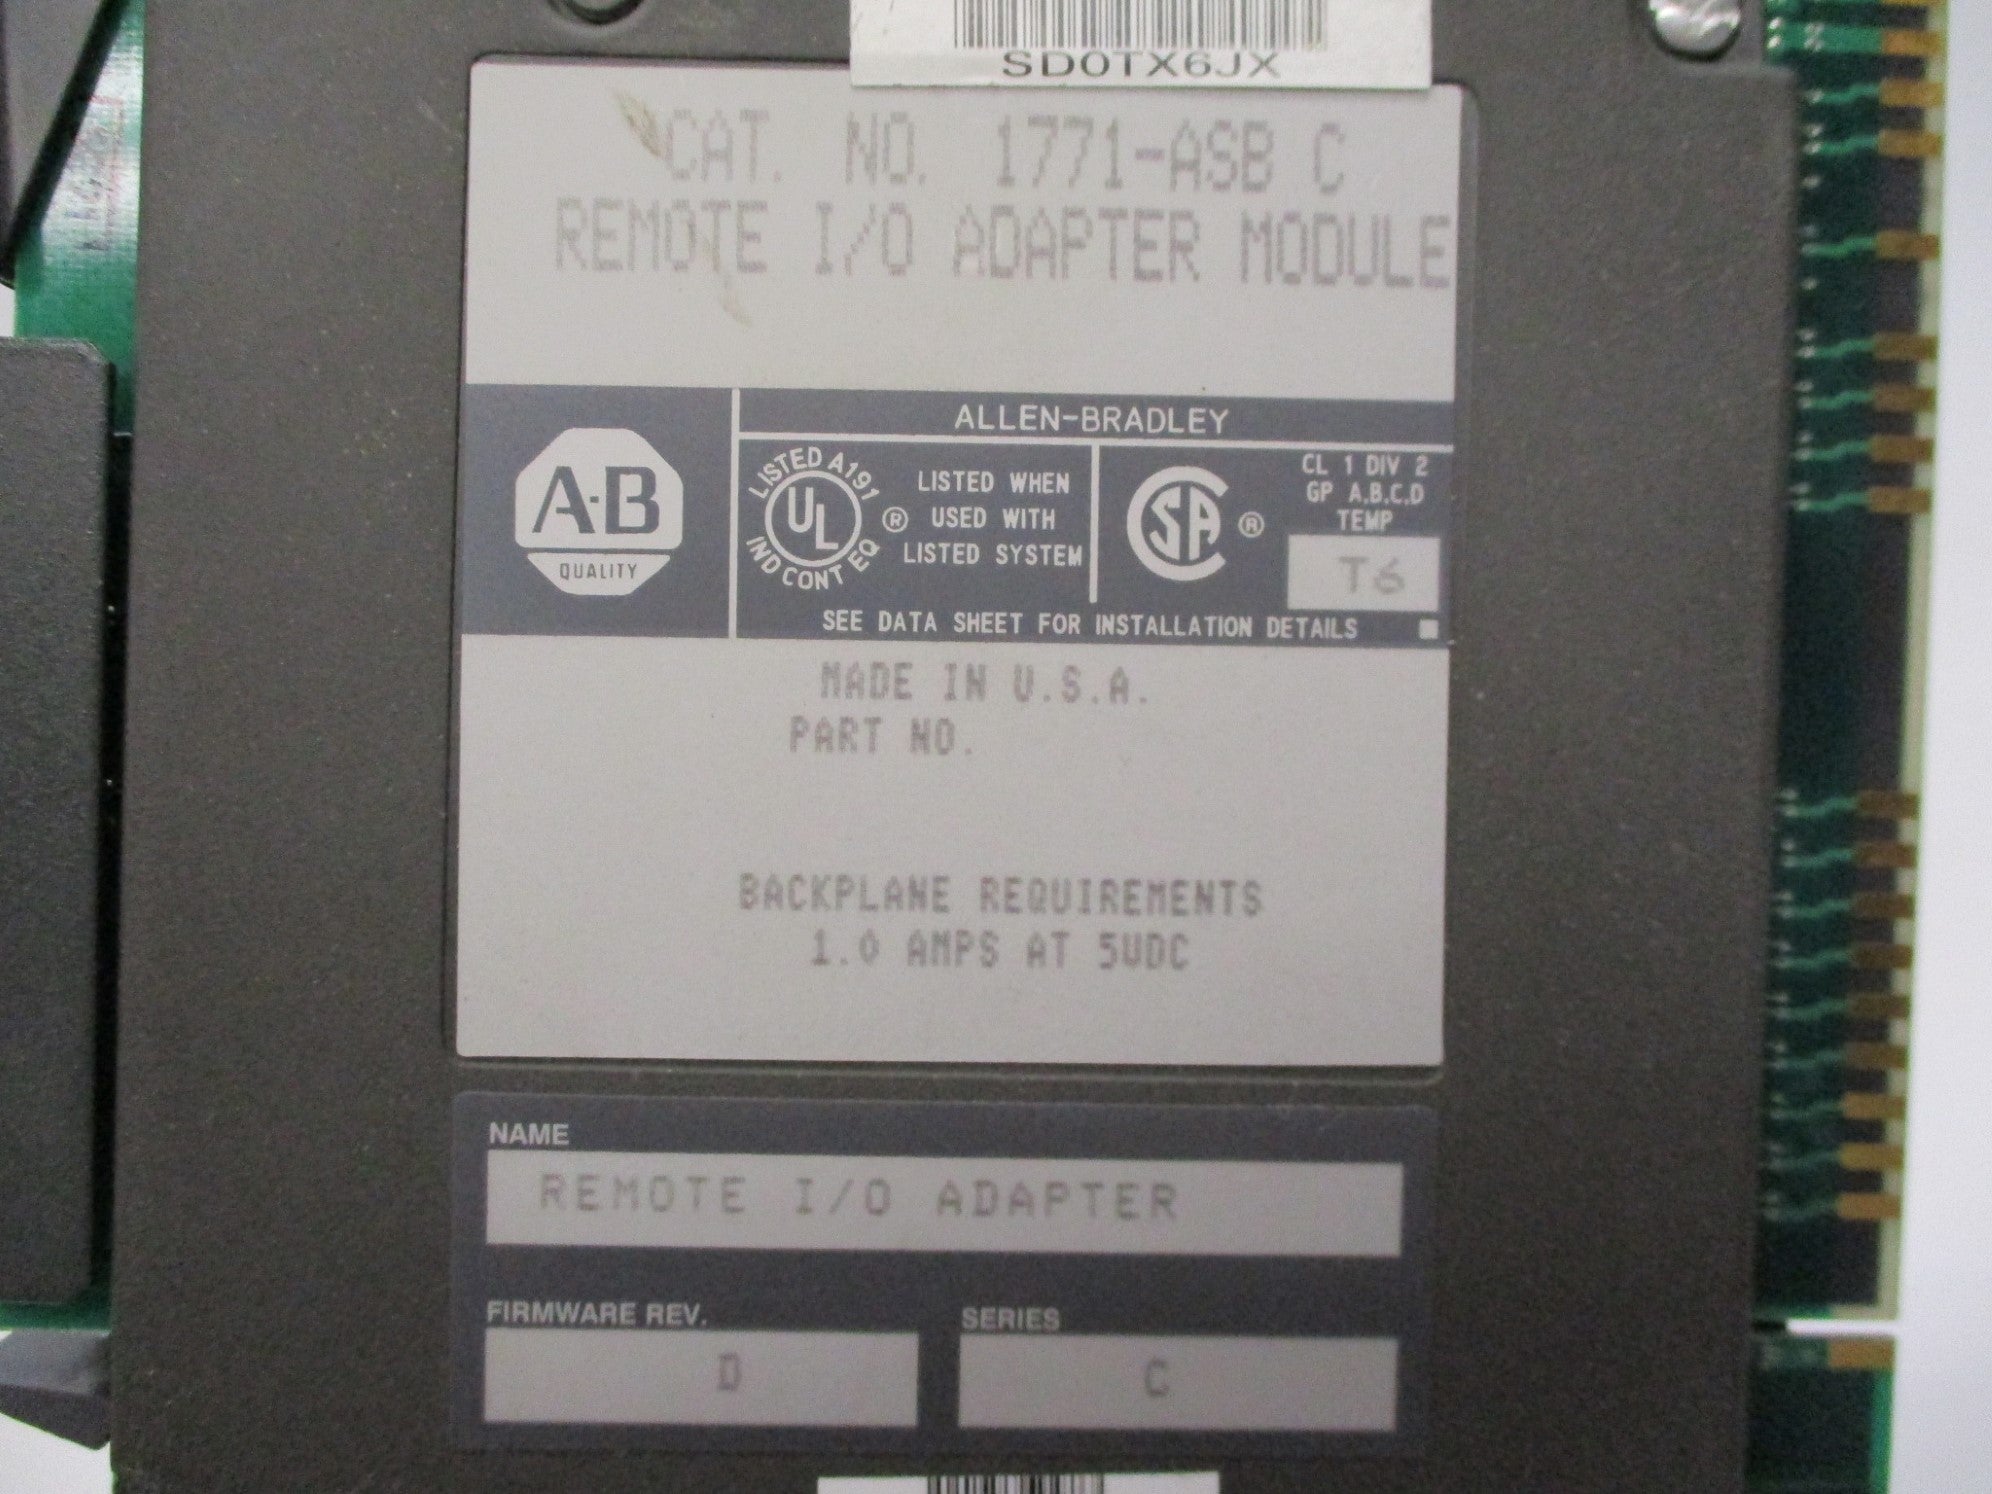 SD0TX6JX
CAT. NO. 1771-ASB C
REMOTE I/O ADAPTER MODULE
ALLEN-BRADLEY
A-B
QUALITY
LISTED A191
UL
IND CONT EQ
®
LISTED WHEN
USED WITH
LISTED SYSTEM
SA
®
CL 1 DIV 2
GP A,B,C,D
TEMP
T6
SEE DATA SHEET FOR INSTALLATION DETAILS
MADE IN U.S.A.
PART NO.
BACKPLANE REQUIREMENTS
1.0 AMPS AT 5VDC
NAME
REMOTE I/O ADAPTER
FIRMWARE REV.
D
SERIES
C